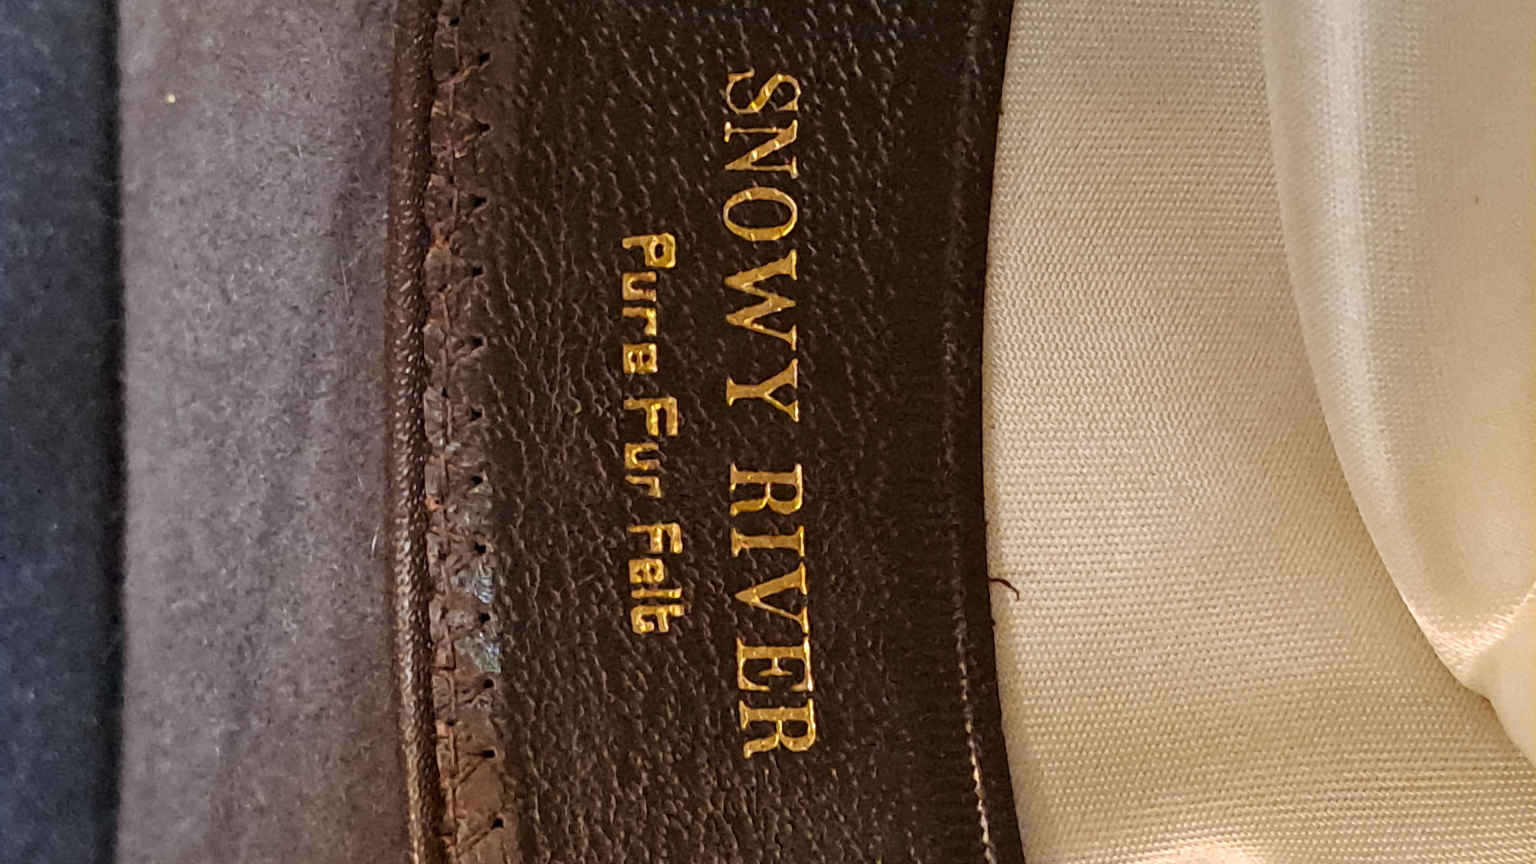 SNOWY RIVER
Pure Fur Felt